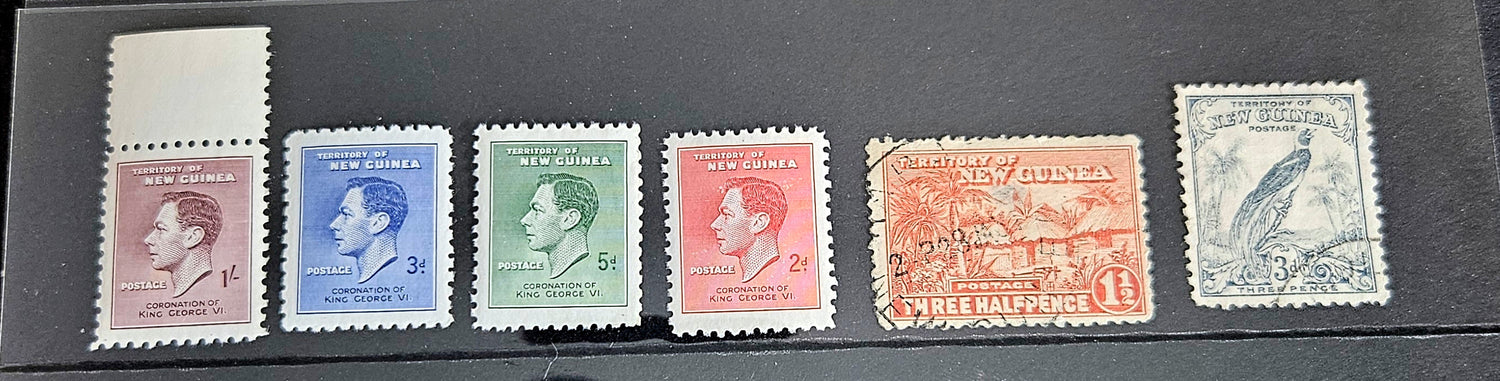 TERRITORY OF
NEW GUINEA
POSTAGE
1/-
CORONATION OF
KING GEORGE VI.
TERRITORY OF
NEW GUINEA
POSTAGE
3d.
CORONATION OF
KING GEORGE VI.
TERRITORY OF
NEW GUINEA
POSTAGE
5d.
CORONATION OF
KING GEORGE VI.
TERRITORY OF
NEW GUINEA
POSTAGE
2d.
CORONATION OF
KING GEORGE VI.
TERRITORY OF
NEW GUINEA
POSTAGE
THREE HALFPENCE 1½
TERRITORY OF
NEW GUINEA
POSTAGE
3d
THREE PENCE